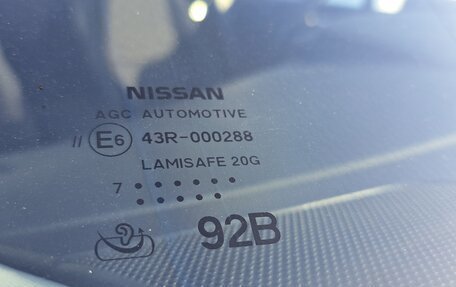 NISSAN
AGC AUTOMOTIVE
// E6 43R-000288
LAMISAFE 20G
7
92B